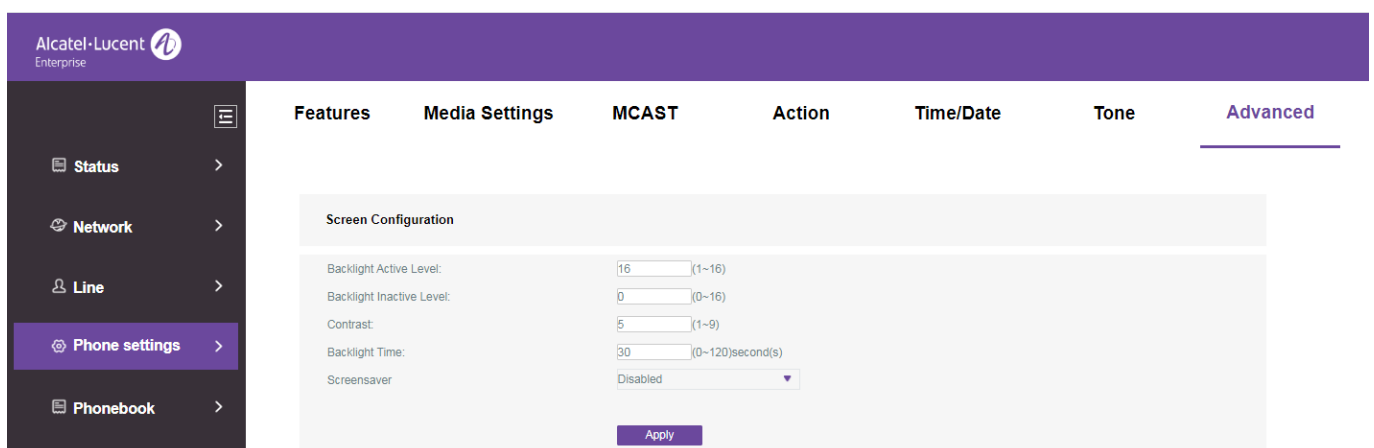 Alcatel·Lucent
Enterprise
Features Media Settings MCAST Action Time/Date Tone Advanced
Status
Network
Line
Phone settings
Phonebook
Screen Configuration
Backlight Active Level: 16 (1~16)
Backlight Inactive Level: 0 (0~16)
Contrast: 5 (1~9)
Backlight Time: 30 (0~120)second(s)
Screensaver Disabled
Apply